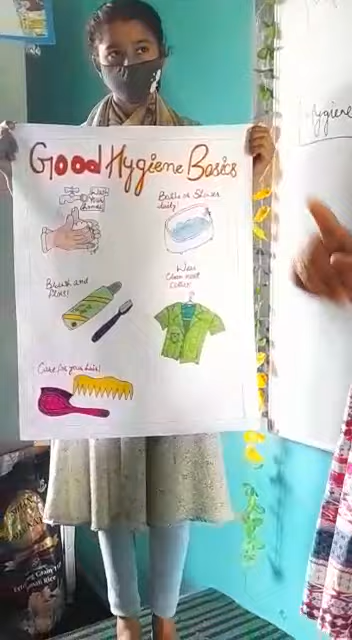 Good Hygiene Basics
Wash
Your
hands!
Bathe or Shower
daily!
Brush and
floss!
Wear
Clean
Care for your hair!
Hygiene